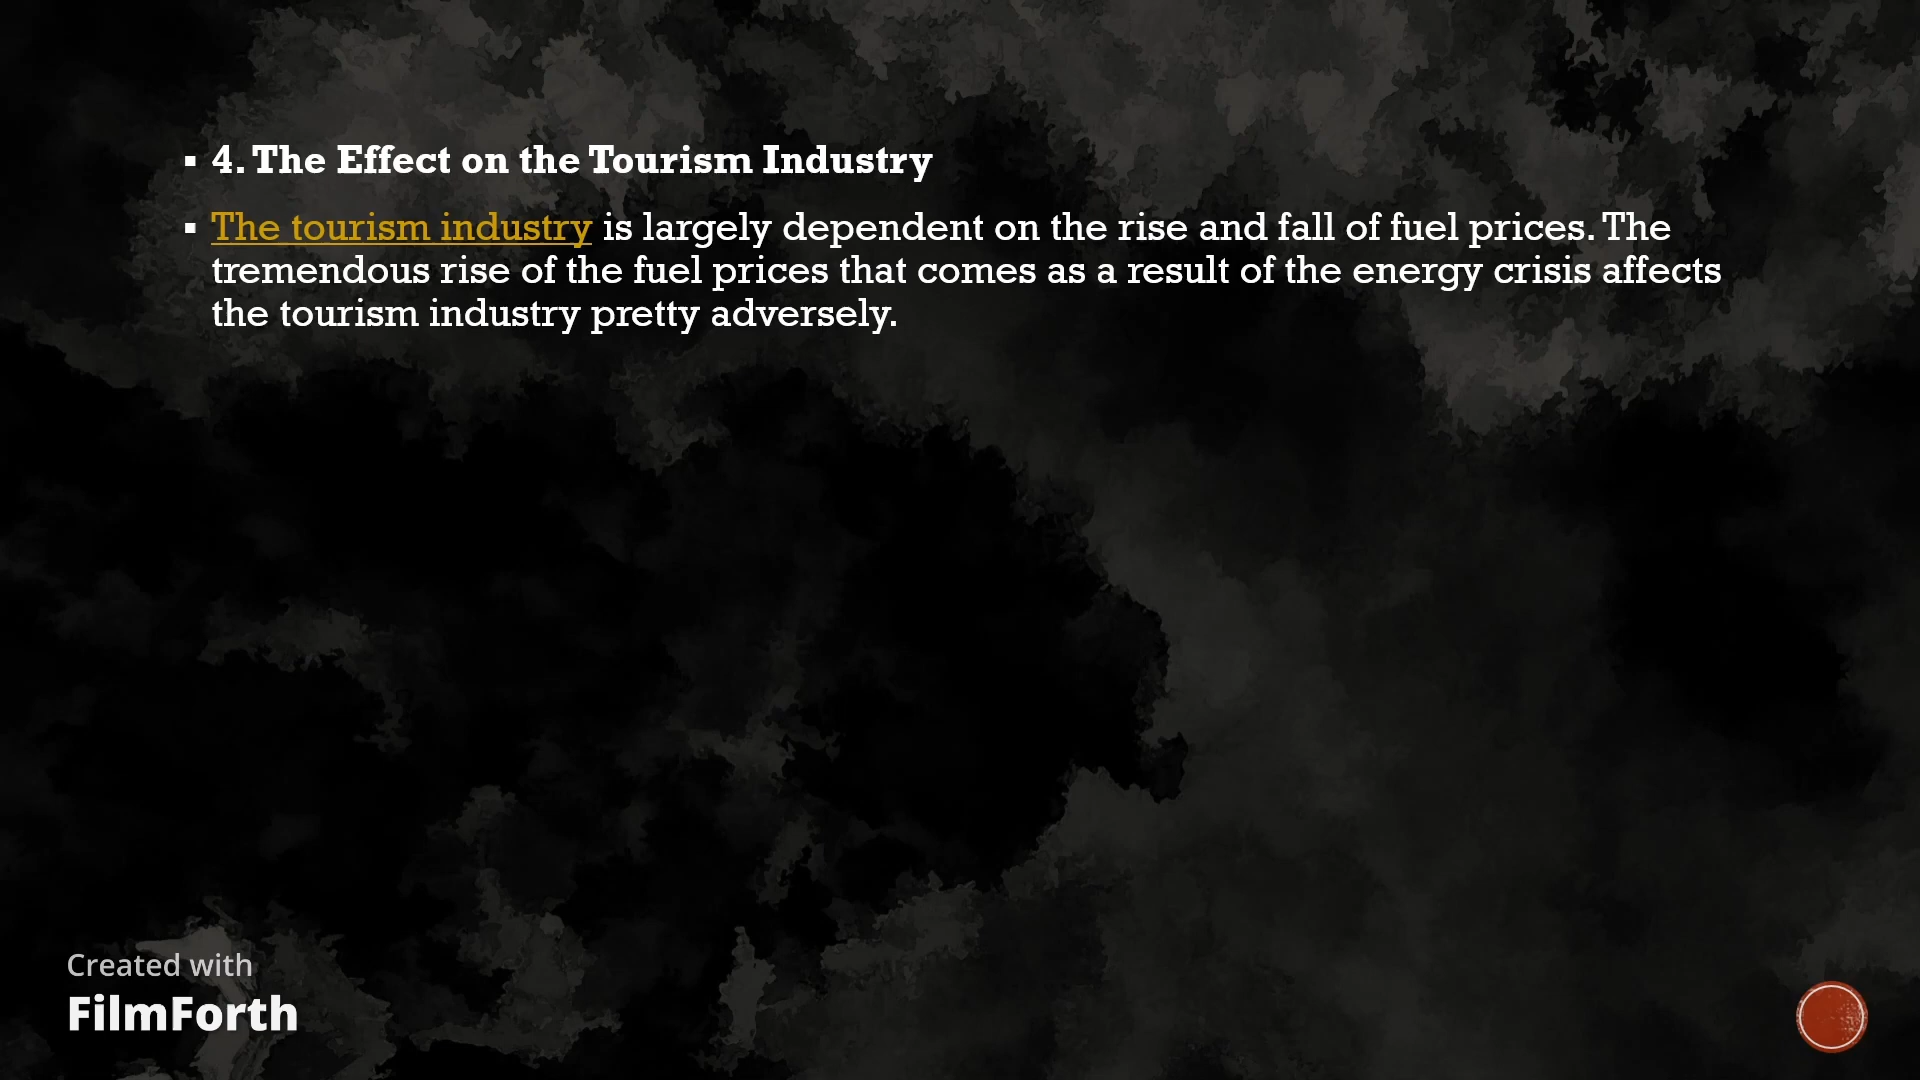 ▪ 4. The Effect on the Tourism Industry
▪ The tourism industry is largely dependent on the rise and fall of fuel prices. The
tremendous rise of the fuel prices that comes as a result of the energy crisis affects
the tourism industry pretty adversely.
Created with
FilmForth